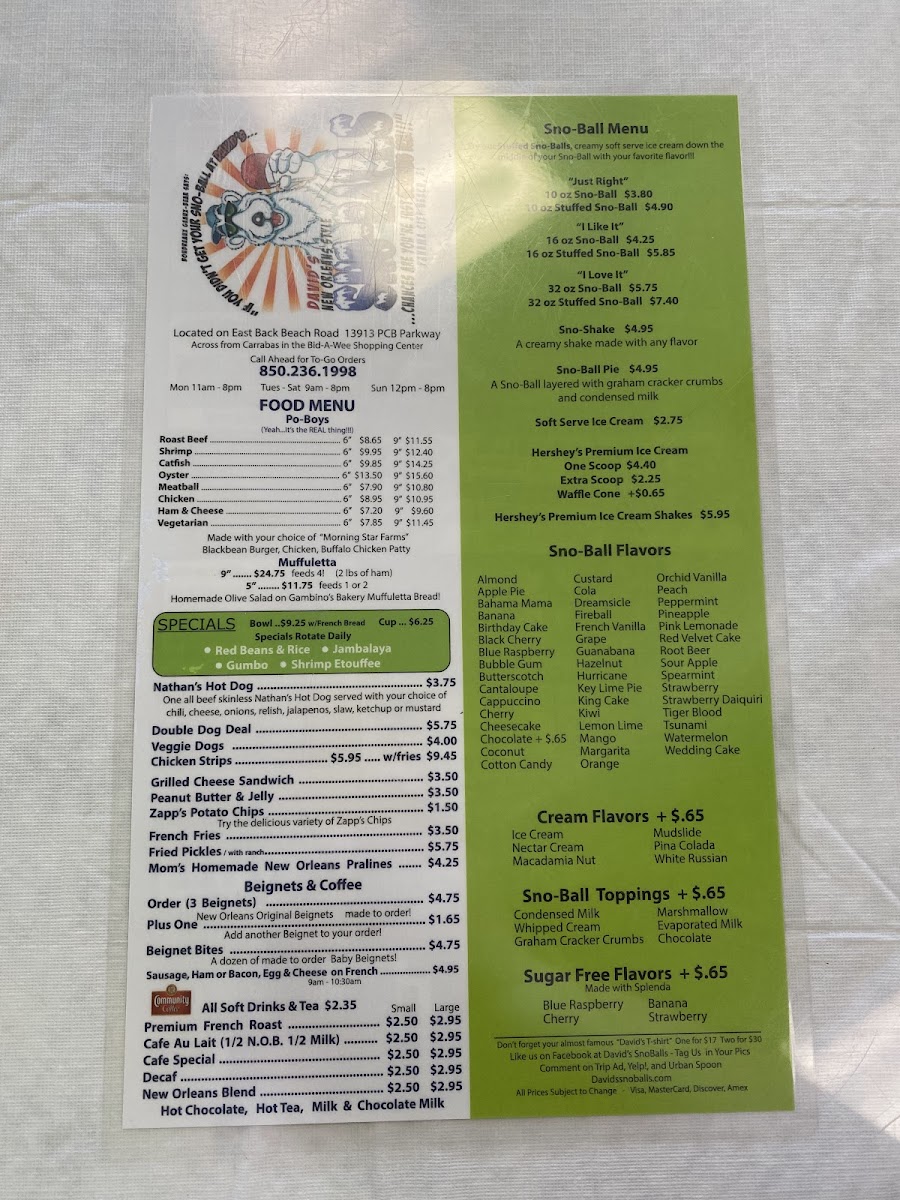 POURPARLEE
SAYS:
"IF YOU DIDN'T GET YOUR SNO-BALL AT DAVID'S...
DAVID'S
NEW ORLEANS STYLE
...CHANCES ARE YOU'RE
Located on East Back Beach Road 13913 PCB Parkway
Across from Carrabas in the Bid-A-Wee Shopping Center
Call Ahead for To-Go Orders
850.236.1998
Mon 11am - 8pm Tues - Sat 9am - 8pm Sun 12pm - 8pm
FOOD MENU
Po-Boys
(Yeah...It's the REAL thing!!!)
Roast Beef 6" $8.65 9" $11.55
Shrimp 6" $9.95 9" $12.40
Catfish 6" $9.85 9" $14.25
Oyster 6" $13.50 9" $15.60
Meatball 6" $7.90 9" $10.80
Chicken 6" $8.95 9" $10.95
Ham & Cheese 6" $7.20 9" $9.60
Vegetarian 6" $7.85 9" $11.45
Made with your choice of "Morning Star Farms"
Blackbean Burger, Chicken, Buffalo Chicken Patty
Muffuletta
9" ....... $24.75 feeds 4! (2 lbs of ham)
5" ........ $11.75 feeds 1 or 2
Homemade Olive Salad on Gambino's Bakery Muffuletta Bread!
SPECIALS Bowl ..$9.25 w/French Bread Cup ... $6.25
Specials Rotate Daily
• Red Beans & Rice • Jambalaya
• Gumbo • Shrimp Etouffee
Nathan's Hot Dog $3.75
One all beef skinless Nathan's Hot Dog served with your choice of
chili, cheese, onions, relish, jalapenos, slaw, ketchup or mustard
Double Dog Deal $5.75
Veggie Dogs $4.00
Chicken Strips $5.95 ..... w/fries $9.45
Grilled Cheese Sandwich $3.50
Peanut Butter & Jelly $3.50
Zapp's Potato Chips $1.50
Try the delicious variety of Zapp's Chips
French Fries $3.50
Fried Pickles / with ranch $5.75
Mom's Homemade New Orleans Pralines ...... $4.25
Beignets & Coffee
Order (3 Beignets) $4.75
New Orleans Original Beignets made to order!
Plus One $1.65
Add another Beignet to your order!
Beignet Bites $4.75
A dozen of made to order Baby Beignets!
Sausage, Ham or Bacon, Egg & Cheese on French $4.95
9am - 10:30am
Community
Coffee
All Soft Drinks & Tea $2.35 Small Large
Premium French Roast $2.50 $2.95
Cafe Au Lait (1/2 N.O.B. 1/2 Milk) $2.50 $2.95
Cafe Special $2.50 $2.95
Decaf $2.50 $2.95
New Orleans Blend $2.50 $2.95
Hot Chocolate, Hot Tea, Milk & Chocolate Milk
Sno-Ball Menu
Stuffed Sno-Balls, creamy soft serve ice cream down the
of your Sno-Ball with your favorite flavor!!!
"Just Right"
10 oz Sno-Ball $3.80
10 oz Stuffed Sno-Ball $4.90
"I Like It"
16 oz Sno-Ball $4.25
16 oz Stuffed Sno-Ball $5.85
"I Love It"
32 oz Sno-Ball $5.75
32 oz Stuffed Sno-Ball $7.40
Sno-Shake $4.95
A creamy shake made with any flavor
Sno-Ball Pie $4.95
A Sno-Ball layered with graham cracker crumbs
and condensed milk
Soft Serve Ice Cream $2.75
Hershey's Premium Ice Cream
One Scoop $4.40
Extra Scoop $2.25
Waffle Cone +$0.65
Hershey's Premium Ice Cream Shakes $5.95
Sno-Ball Flavors
Almond
Apple Pie
Bahama Mama
Banana
Birthday Cake
Black Cherry
Blue Raspberry
Bubble Gum
Butterscotch
Cantaloupe
Cappuccino
Cherry
Cheesecake
Chocolate + $.65
Coconut
Cotton Candy
Custard
Cola
Dreamsicle
Fireball
French Vanilla
Grape
Guanabana
Hazelnut
Hurricane
Key Lime Pie
King Cake
Kiwi
Lemon Lime
Mango
Margarita
Orange
Orchid Vanilla
Peach
Peppermint
Pineapple
Pink Lemonade
Red Velvet Cake
Root Beer
Sour Apple
Spearmint
Strawberry
Strawberry Daiquiri
Tiger Blood
Tsunami
Watermelon
Wedding Cake
Cream Flavors + $.65
Ice Cream
Nectar Cream
Macadamia Nut
Mudslide
Pina Colada
White Russian
Sno-Ball Toppings + $.65
Condensed Milk
Whipped Cream
Graham Cracker Crumbs
Marshmallow
Evaporated Milk
Chocolate
Sugar Free Flavors + $.65
Made with Splenda
Blue Raspberry
Cherry
Banana
Strawberry
Don't forget your almost famous "David's T-shirt" One for $17 Two for $30
Like us on Facebook at David's SnoBalls - Tag Us in Your Pics
Comment on Trip Ad, Yelp!, and Urban Spoon
Davidssnoballs.com
All Prices Subject to Change · Visa, MasterCard, Discover, Amex